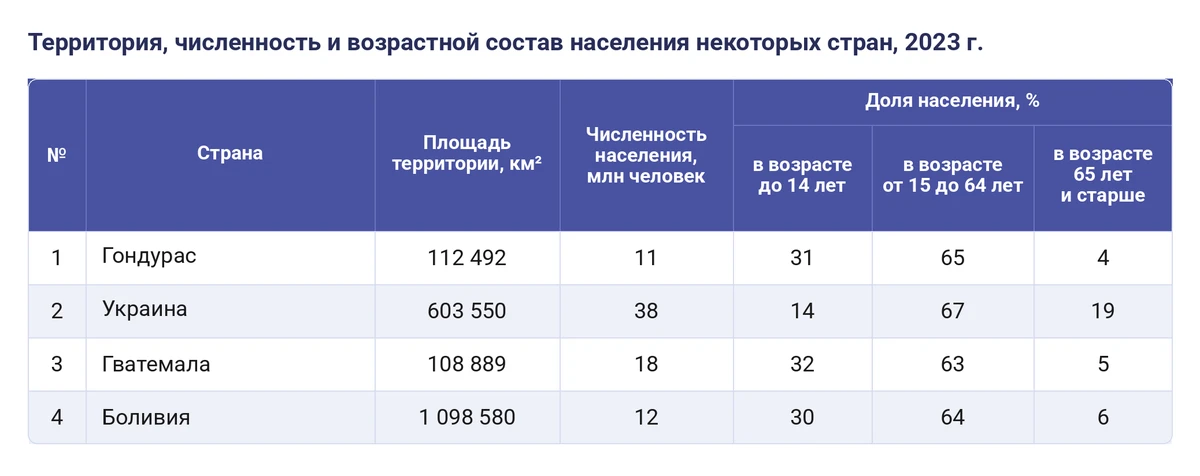 Территория, численность и возрастной состав населения некоторых стран, 2023 г.
№
Страна
Площадь
территории, км²
Численность
населения,
млн человек
Доля населения, %
в возрасте
до 14 лет
в возрасте
от 15 до 64 лет
в возрасте
65 лет
и старше
1 Гондурас 112 492 11 31 65 4
2 Украина 603 550 38 14 67 19
3 Гватемала 108 889 18 32 63 5
4 Боливия 1 098 580 12 30 64 6